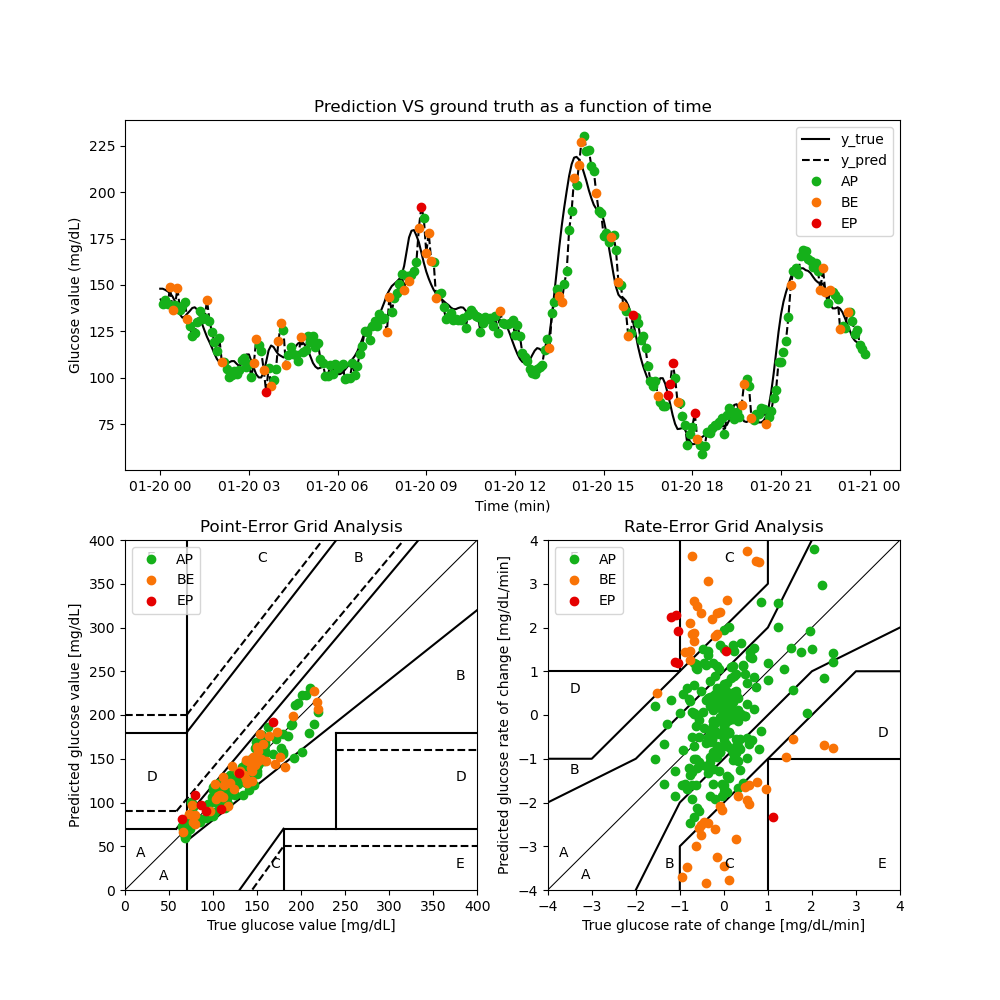 Prediction VS ground truth as a function of time
Glucose value (mg/dL)
225
200
175
150
125
100
75
y_true
y_pred
AP
BE
EP
01-20 00 01-20 03 01-20 06 01-20 09 01-20 12 01-20 15 01-20 18 01-20 21 01-21 00
Time (min)
Point-Error Grid Analysis
Predicted glucose value [mg/dL]
400
350
300
250
200
150
100
50
0
AP
BE
EP
C
B
B
D
D
A
A
C
E
0 50 100 150 200 250 300 350 400
True glucose value [mg/dL]
Rate-Error Grid Analysis
Predicted glucose rate of change [mg/dL/min]
4
3
2
1
0
−1
−2
−3
−4
AP
BE
EP
C
D
D
B
A
A
B
C
E
−4 −3 −2 −1 0 1 2 3 4
True glucose rate of change [mg/dL/min]